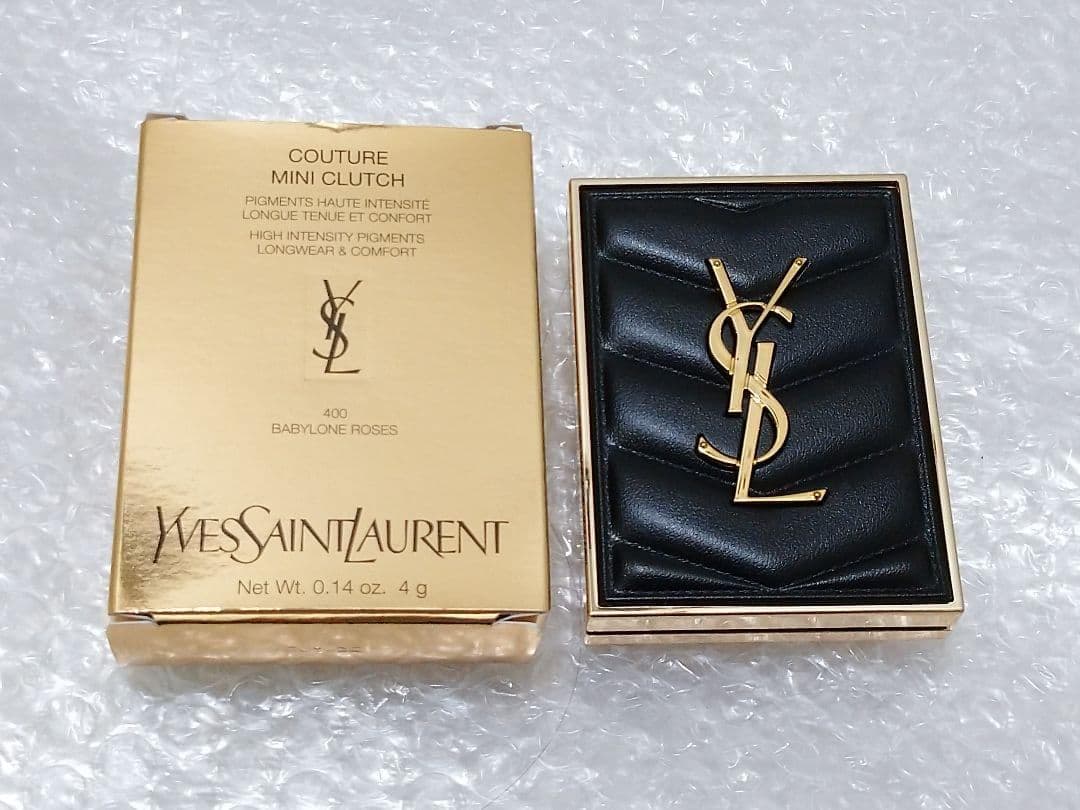 COUTURE
MINI CLUTCH
PIGMENTS HAUTE INTENSITÉ
LONGUE TENUE ET CONFORT
HIGH INTENSITY PIGMENTS
LONGWEAR & COMFORT
YSL
400
BABYLONE ROSES
YVESSAINTLAURENT
Net Wt. 0.14 oz. 4 g
YSL